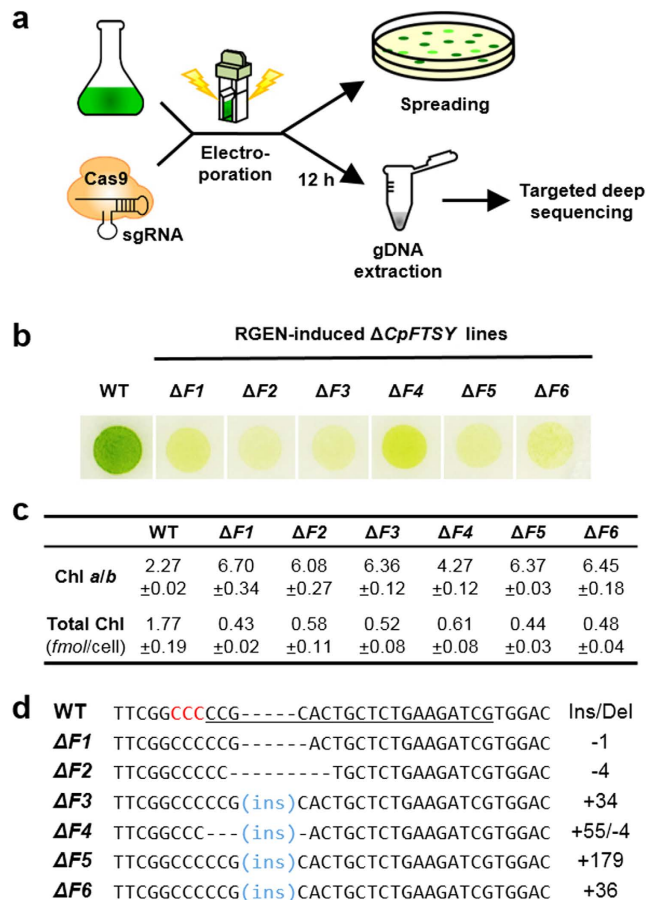 a
Cas9
sgRNA
Electro-
poration
12 h
Spreading
gDNA
extraction
Targeted deep
sequencing
b
RGEN-induced ΔCpFTSY lines
WT ΔF1 ΔF2 ΔF3 ΔF4 ΔF5 ΔF6
c
WT ΔF1 ΔF2 ΔF3 ΔF4 ΔF5 ΔF6
Chl a/b 2.27 6.70 6.08 6.36 4.27 6.37 6.45
±0.02 ±0.34 ±0.27 ±0.12 ±0.12 ±0.03 ±0.18
Total Chl 1.77 0.43 0.58 0.52 0.61 0.44 0.48
(fmol/cell) ±0.19 ±0.02 ±0.11 ±0.08 ±0.08 ±0.03 ±0.04
d
WT TTCGGCCCCCG-----CACTGCTCTGAAGATCGTGGAC Ins/Del
ΔF1 TTCGGCCCCCG------ACTGCTCTGAAGATCGTGGAC -1
ΔF2 TTCGGCCCCC---------TGCTCTGAAGATCGTGGAC -4
ΔF3 TTCGGCCCCCG(ins)CACTGCTCTGAAGATCGTGGAC +34
ΔF4 TTCGGCCC---(ins)-ACTGCTCTGAAGATCGTGGAC +55/-4
ΔF5 TTCGGCCCCCG(ins)CACTGCTCTGAAGATCGTGGAC +179
ΔF6 TTCGGCCCCCG(ins)CACTGCTCTGAAGATCGTGGAC +36